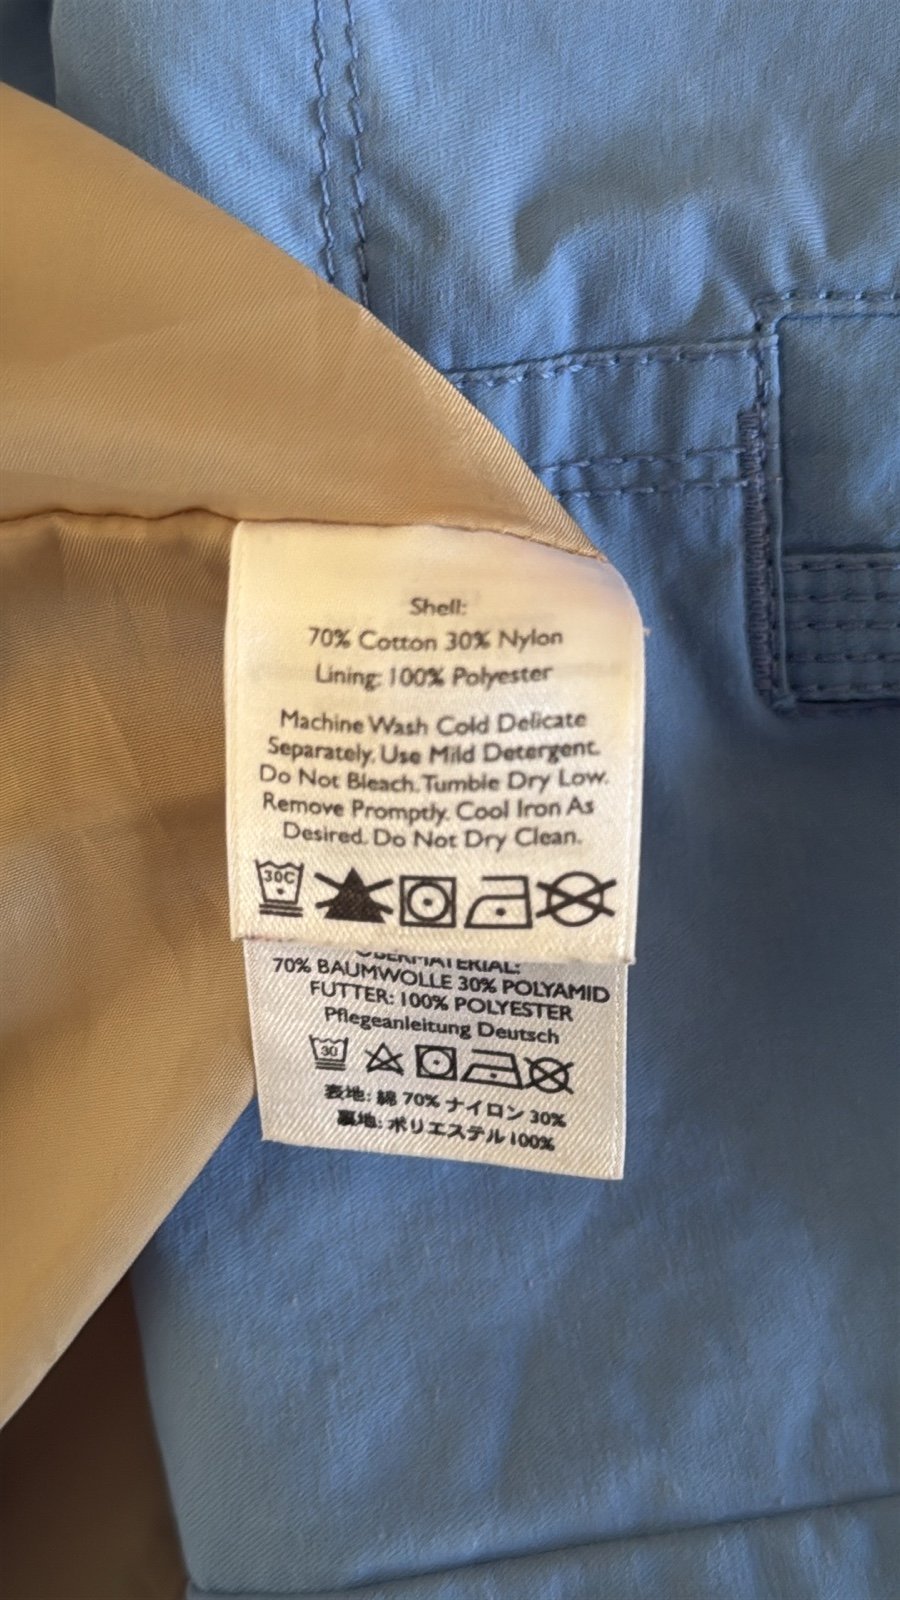 Shell:
70% Cotton 30% Nylon
Lining: 100% Polyester
Machine Wash Cold Delicate
Separately. Use Mild Detergent.
Do Not Bleach. Tumble Dry Low.
Remove Promptly. Cool Iron As
Desired. Do Not Dry Clean.
30C
OBERMATERIAL:
70% BAUMWOLLE 30% POLYAMID
FUTTER: 100% POLYESTER
Pflegeanleitung Deutsch
30
表地: 綿 70% ナイロン 30%
裏地: ポリエステル 100%